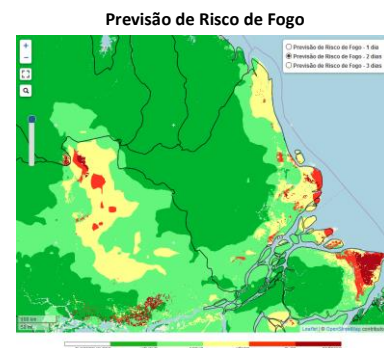 Previsão de Risco de Fogo
+
Previsão de Risco de Fogo - 1 dia
Previsão de Risco de Fogo - 2 dias
Previsão de Risco de Fogo - 3 dias
−
Leaflet | © OpenStreetMap contributors